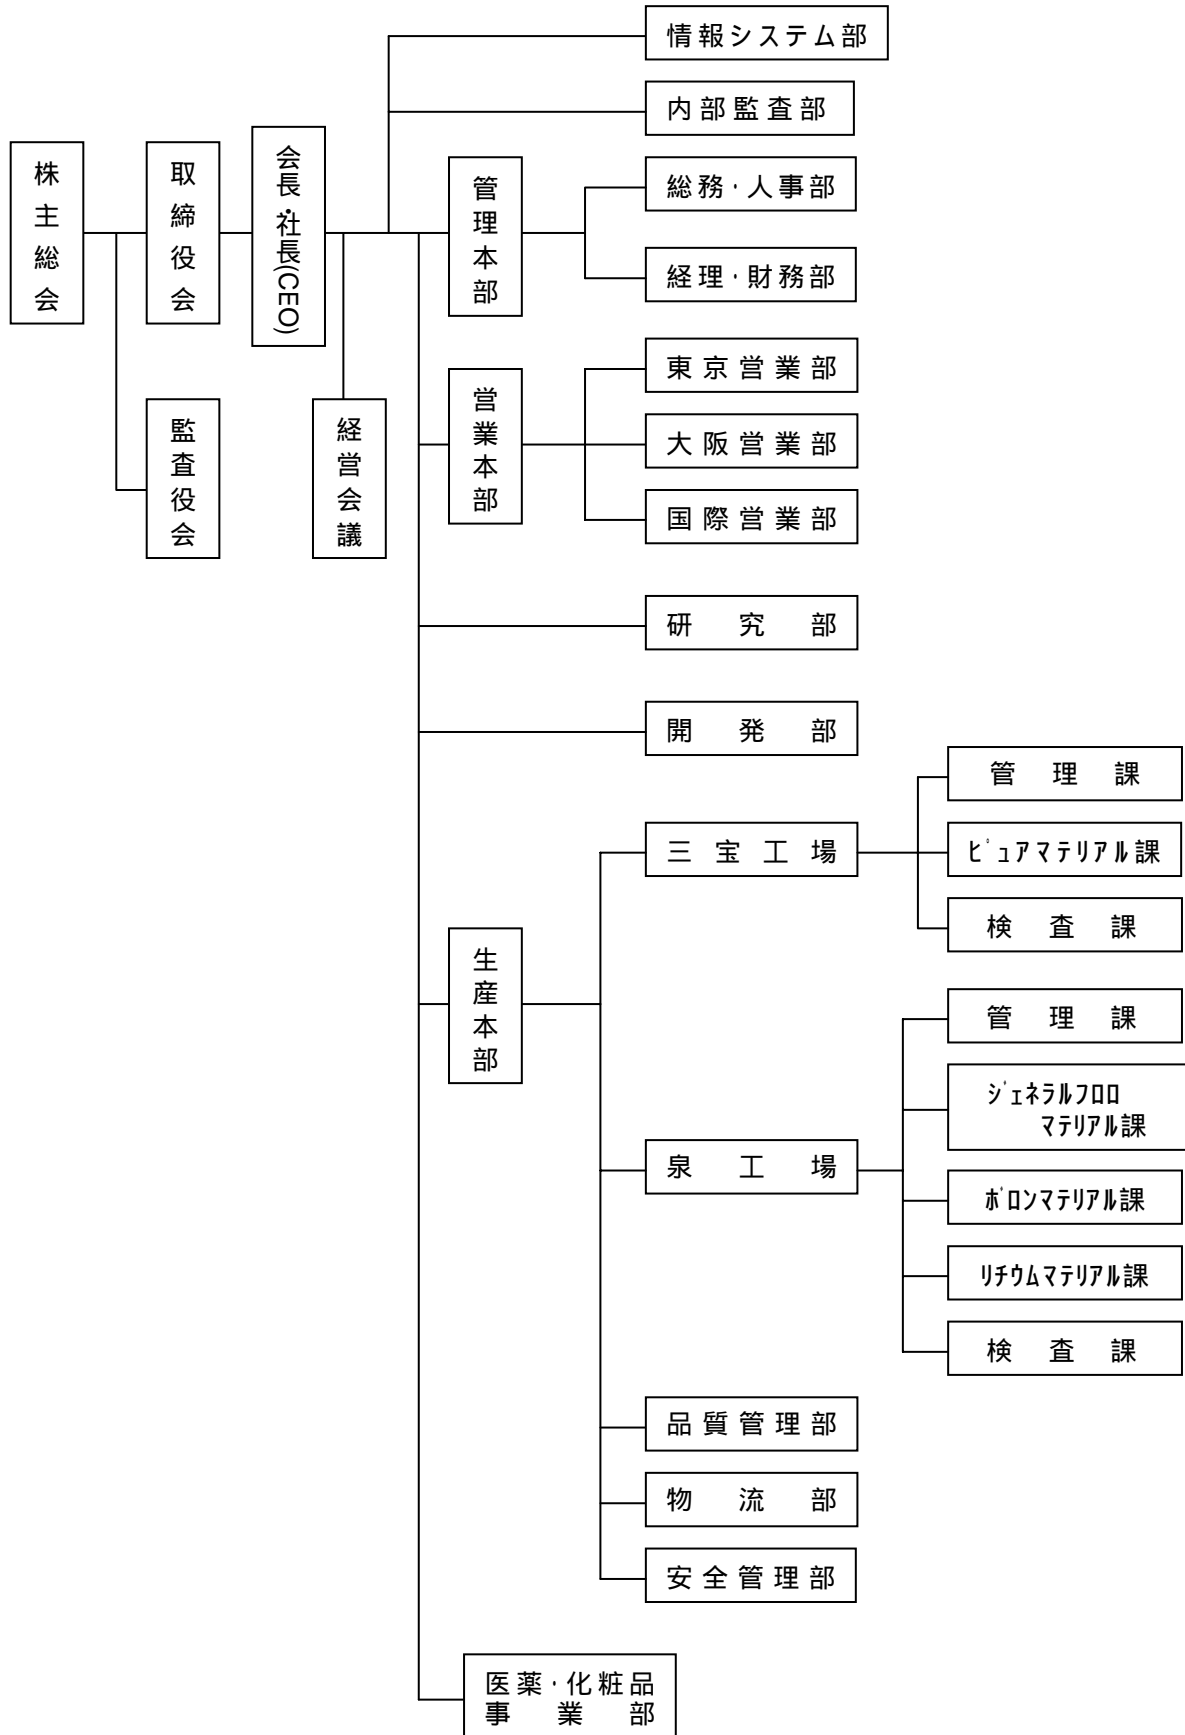 株主総会
取締役会
監査役会
会長・社長(CEO)
経営会議
情報システム部
内部監査部
管理本部
総務・人事部
経理・財務部
営業本部
東京営業部
大阪営業部
国際営業部
研究部
開発部
生産本部
三宝工場
管理課
ﾋﾟｭｱマテリアル課
検査課
泉工場
管理課
ｼﾞｪﾈﾗﾙﾌﾛﾛ
ﾏﾃﾘｱﾙ課
ﾎﾞﾛﾝﾏﾃﾘｱﾙ課
ﾘﾁｳﾑﾏﾃﾘｱﾙ課
検査課
品質管理部
物流部
安全管理部
医薬・化粧品
事業部